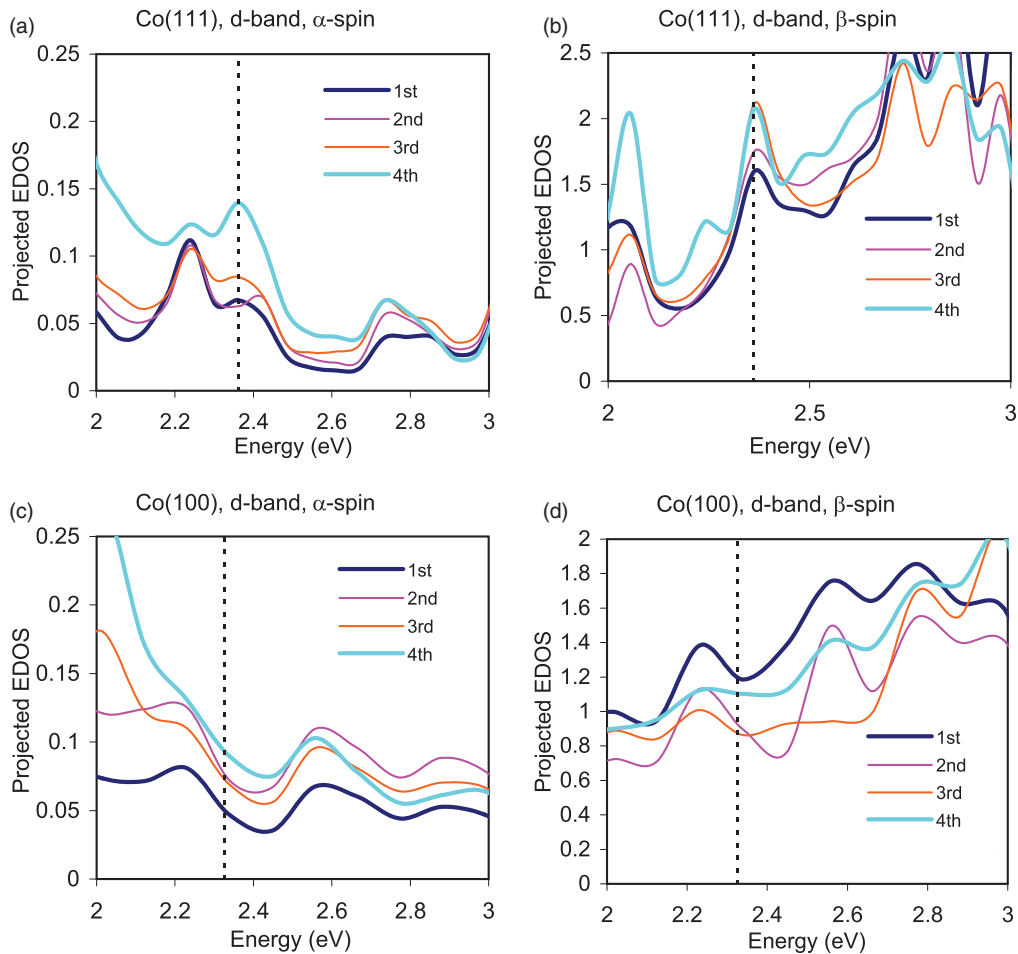 (a)
Co(111), d-band, α-spin
Projected EDOS
0.25
0.2
0.15
0.1
0.05
0
1st
2nd
3rd
4th
2 2.2 2.4 2.6 2.8 3
Energy (eV)
(b)
Co(111), d-band, β-spin
Projected EDOS
2.5
2
1.5
1
0.5
0
1st
2nd
3rd
4th
2 2.5 3
Energy (eV)
(c)
Co(100), d-band, α-spin
Projected EDOS
0.25
0.2
0.15
0.1
0.05
0
1st
2nd
3rd
4th
2 2.2 2.4 2.6 2.8 3
Energy (eV)
(d)
Co(100), d-band, β-spin
Projected EDOS
2
1.8
1.6
1.4
1.2
1
0.8
0.6
0.4
0.2
0
1st
2nd
3rd
4th
2 2.2 2.4 2.6 2.8 3
Energy (eV)